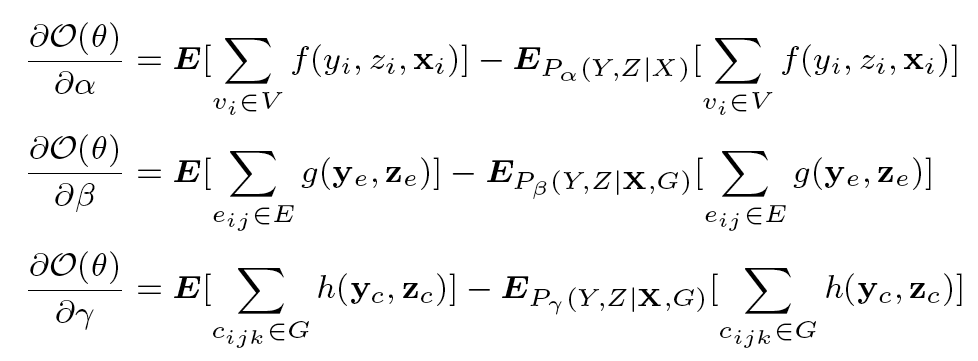 ∂𝒪(θ)/∂α = E[∑_{v_i∈V} f(y_i, z_i, 𝐱_i)] − E_{P_α(Y,Z|X)}[∑_{v_i∈V} f(y_i, z_i, 𝐱_i)]
∂𝒪(θ)/∂β = E[∑_{e_{ij}∈E} g(𝐲_e, 𝐳_e)] − E_{P_β(Y,Z|𝐗,G)}[∑_{e_{ij}∈E} g(𝐲_e, 𝐳_e)]
∂𝒪(θ)/∂γ = E[∑_{c_{ijk}∈G} h(𝐲_c, 𝐳_c)] − E_{P_γ(Y,Z|𝐗,G)}[∑_{c_{ijk}∈G} h(𝐲_c, 𝐳_c)]